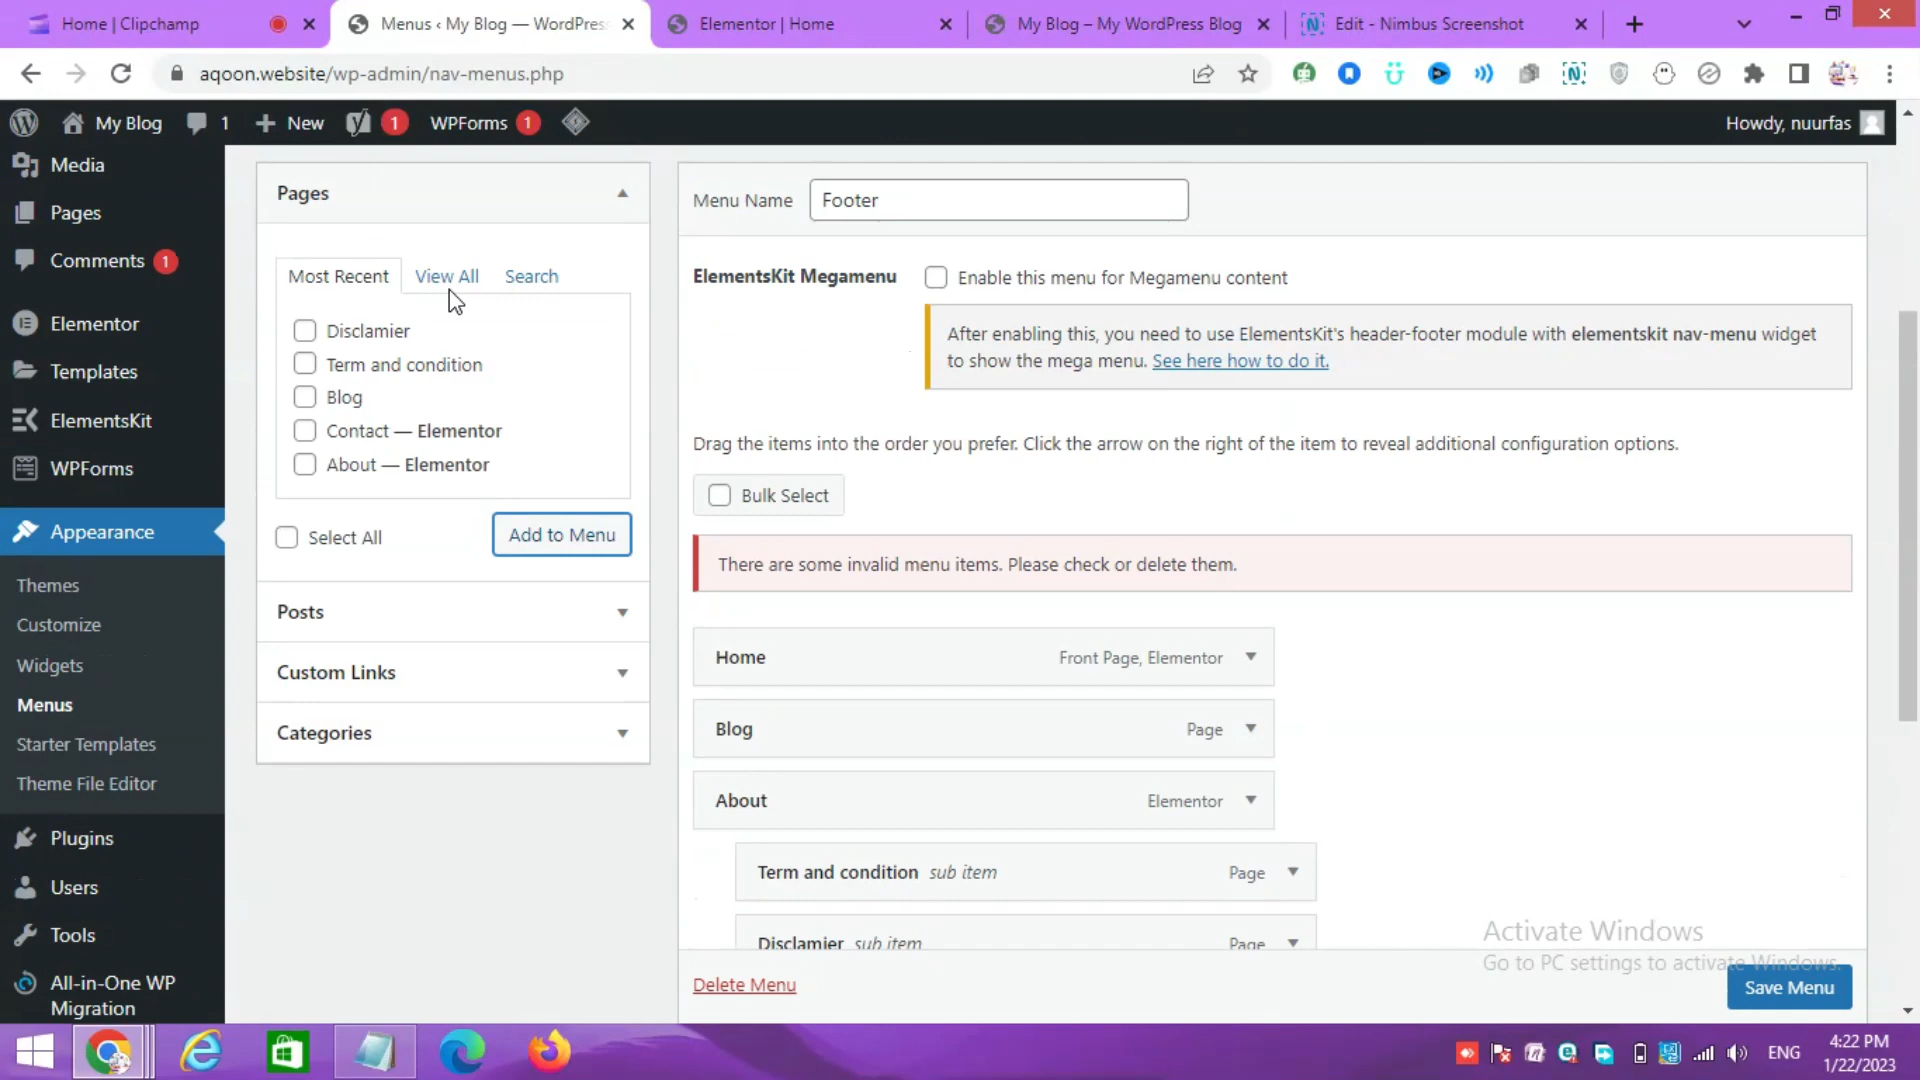 Home | Clipchamp
Menus ‹ My Blog — WordPres
Elementor | Home
My Blog – My WordPress Blog
Edit - Nimbus Screenshot
aqoon.website/wp-admin/nav-menus.php
My Blog
1
New
1
WPForms
1
Howdy, nuurfas
Media
Pages
Comments
1
Elementor
Templates
ElementsKit
WPForms
Appearance
Themes
Customize
Widgets
Menus
Starter Templates
Theme File Editor
Plugins
Users
Tools
All-in-One WP
Migration
Pages
Most Recent
View All
Search
Disclamier
Term and condition
Blog
Contact — Elementor
About — Elementor
Select All
Add to Menu
Posts
Custom Links
Categories
Menu Name
Footer
ElementsKit Megamenu
Enable this menu for Megamenu content
After enabling this, you need to use ElementsKit's header-footer module with elementskit nav-menu widget
to show the mega menu. See here how to do it.
Drag the items into the order you prefer. Click the arrow on the right of the item to reveal additional configuration options.
Bulk Select
There are some invalid menu items. Please check or delete them.
Home
Front Page, Elementor
Blog
Page
About
Elementor
Term and condition sub item
Page
Disclamier sub item
Page
Delete Menu
Save Menu
Activate Windows
Go to PC settings to activate Windows.
ENG
4:22 PM
1/22/2023